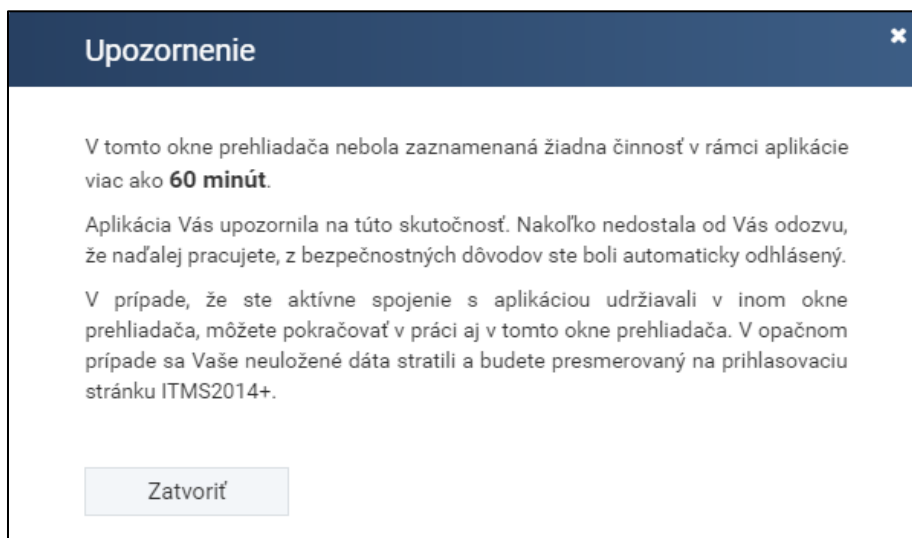 Upozornenie
V tomto okne prehliadača nebola zaznamenaná žiadna činnosť v rámci aplikácie
viac ako 60 minút.
Aplikácia Vás upozornila na túto skutočnosť. Nakoľko nedostala od Vás odozvu,
že naďalej pracujete, z bezpečnostných dôvodov ste boli automaticky odhlásený.
V prípade, že ste aktívne spojenie s aplikáciou udržiavali v inom okne
prehliadača, môžete pokračovať v práci aj v tomto okne prehliadača. V opačnom
prípade sa Vaše neuložené dáta stratili a budete presmerovaný na prihlasovaciu
stránku ITMS2014+.
Zatvoriť